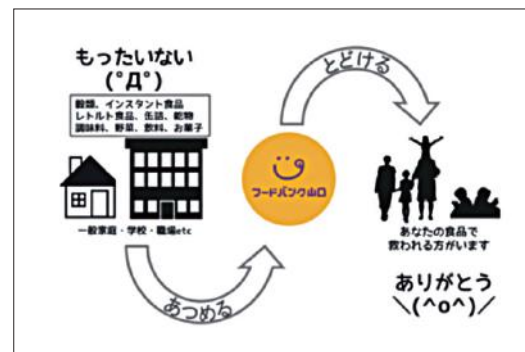 もったいない
(°Д°)
穀類、インスタント食品
レトルト食品、缶詰、乾物
調味料、野菜、飲料、お菓子
一般家庭・学校・職場etc
あつめる
フードバンク山口
とどける
あなたの食品で
救われる方がいます
ありがとう
＼(^o^)／